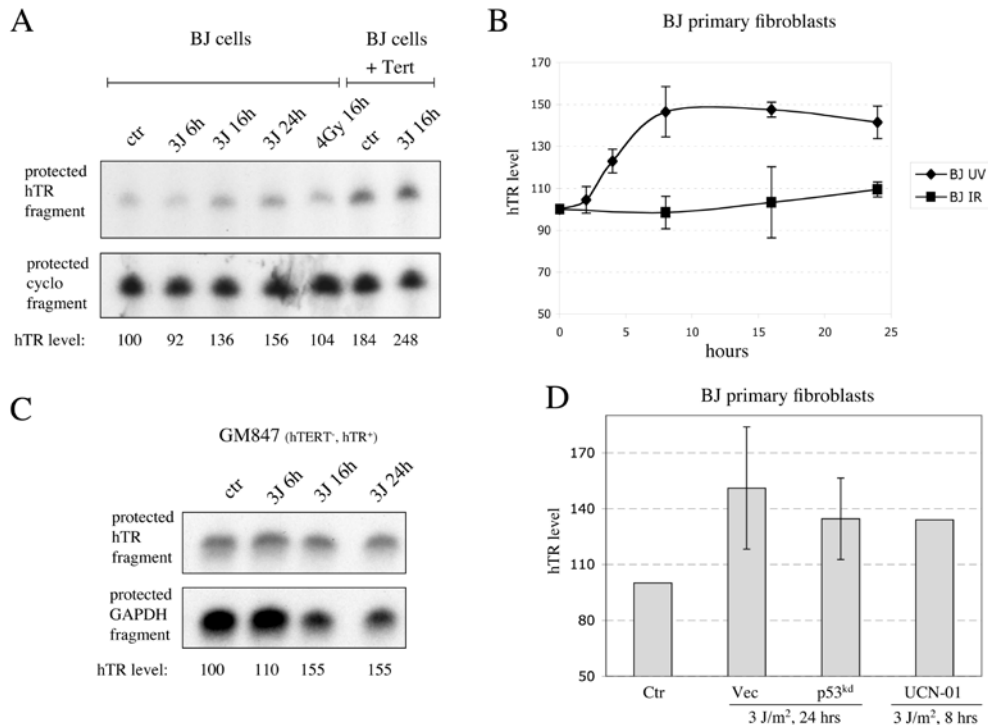 A
BJ cells
BJ cells
+ Tert
ctr
3J 6h
3J 16h
3J 24h
4Gy 16h
ctr
3J 16h
protected
hTR
fragment
protected
cyclo
fragment
hTR level: 100 92 136 156 104 184 248
B
BJ primary fibroblasts
170
150
130
110
90
70
50
hTR level
0 5 10 15 20 25
hours
BJ UV
BJ IR
C
GM847 (hTERT⁻, hTR⁺)
ctr
3J 6h
3J 16h
3J 24h
protected
hTR
fragment
protected
GAPDH
fragment
hTR level: 100 110 155 155
D
BJ primary fibroblasts
170
140
110
80
50
hTR level
Ctr Vec p53ᵏᵈ UCN-01
3 J/m², 24 hrs 3 J/m², 8 hrs